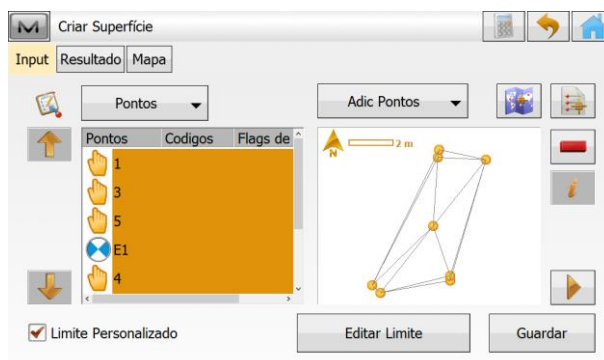 Criar Superfície
Input Resultado Mapa
Pontos
Adic Pontos
Pontos Codigos Flags de
1
3
5
E1
4
N 2 m
Limite Personalizado
Editar Limite
Guardar